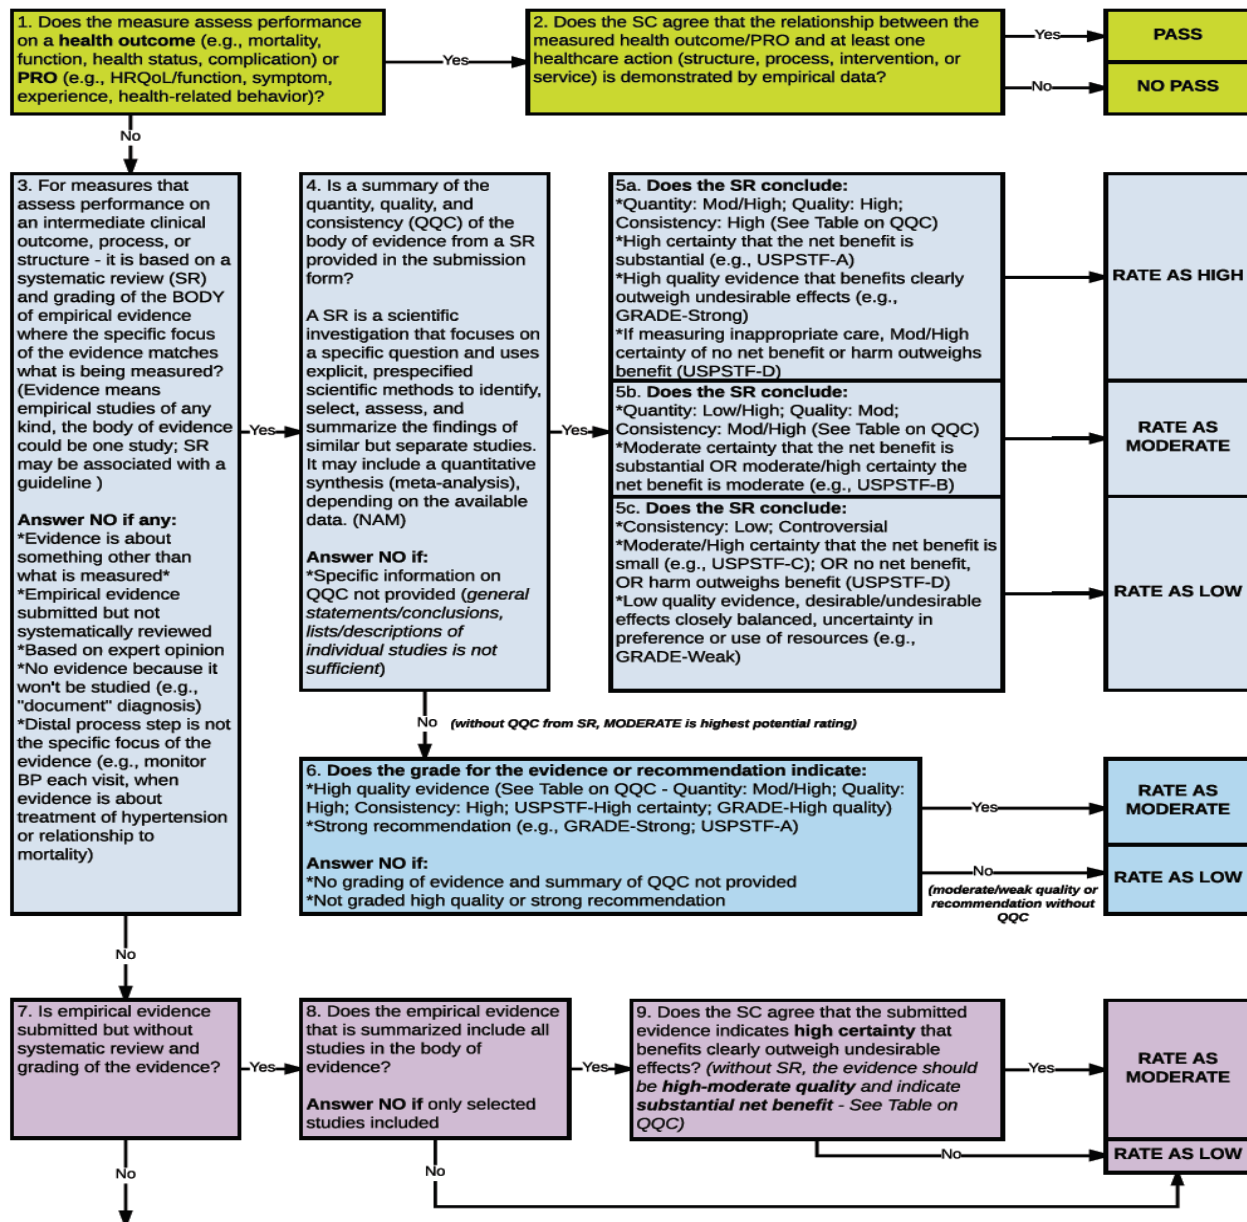 1. Does the measure assess performance
on a health outcome (e.g., mortality,
function, health status, complication) or
PRO (e.g., HRQoL/function, symptom,
experience, health-related behavior)?
Yes
2. Does the SC agree that the relationship between the
measured health outcome/PRO and at least one
healthcare action (structure, process, intervention, or
service) is demonstrated by empirical data?
Yes
PASS
No
NO PASS
No
3. For measures that
assess performance on
an intermediate clinical
outcome, process, or
structure - it is based on a
systematic review (SR)
and grading of the BODY
of empirical evidence
where the specific focus
of the evidence matches
what is being measured?
(Evidence means
empirical studies of any
kind, the body of evidence
could be one study; SR
may be associated with a
guideline )
Answer NO if any:
*Evidence is about
something other than
what is measured*
*Empirical evidence
submitted but not
systematically reviewed
*Based on expert opinion
*No evidence because it
won't be studied (e.g.,
"document" diagnosis)
*Distal process step is not
the specific focus of the
evidence (e.g., monitor
BP each visit, when
evidence is about
treatment of hypertension
or relationship to
mortality)
Yes
4. Is a summary of the
quantity, quality, and
consistency (QQC) of the
body of evidence from a SR
provided in the submission
form?
A SR is a scientific
investigation that focuses on
a specific question and uses
explicit, prespecified
scientific methods to identify,
select, assess, and
summarize the findings of
similar but separate studies.
It may include a quantitative
synthesis (meta-analysis),
depending on the available
data. (NAM)
Answer NO if:
*Specific information on
QQC not provided (general
statements/conclusions,
lists/descriptions of
individual studies is not
sufficient)
Yes
5a. Does the SR conclude:
*Quantity: Mod/High; Quality: High;
Consistency: High (See Table on QQC)
*High certainty that the net benefit is
substantial (e.g., USPSTF-A)
*High quality evidence that benefits clearly
outweigh undesirable effects (e.g.,
GRADE-Strong)
*If measuring inappropriate care, Mod/High
certainty of no net benefit or harm outweighs
benefit (USPSTF-D)
RATE AS HIGH
5b. Does the SR conclude:
*Quantity: Low/High; Quality: Mod;
Consistency: Mod/High (See Table on QQC)
*Moderate certainty that the net benefit is
substantial OR moderate/high certainty the
net benefit is moderate (e.g., USPSTF-B)
RATE AS
MODERATE
5c. Does the SR conclude:
*Consistency: Low; Controversial
*Moderate/High certainty that the net benefit is
small (e.g., USPSTF-C); OR no net benefit,
OR harm outweighs benefit (USPSTF-D)
*Low quality evidence, desirable/undesirable
effects closely balanced, uncertainty in
preference or use of resources (e.g.,
GRADE-Weak)
RATE AS LOW
No
(without QQC from SR, MODERATE is highest potential rating)
6. Does the grade for the evidence or recommendation indicate:
*High quality evidence (See Table on QQC - Quantity: Mod/High; Quality:
High; Consistency: High; USPSTF-High certainty; GRADE-High quality)
*Strong recommendation (e.g., GRADE-Strong; USPSTF-A)
Answer NO if:
*No grading of evidence and summary of QQC not provided
*Not graded high quality or strong recommendation
Yes
RATE AS
MODERATE
No
(moderate/weak quality or
recommendation without
QQC
RATE AS LOW
No
7. Is empirical evidence
submitted but without
systematic review and
grading of the evidence?
Yes
8. Does the empirical evidence
that is summarized include all
studies in the body of
evidence?
Answer NO if only selected
studies included
Yes
9. Does the SC agree that the submitted
evidence indicates high certainty that
benefits clearly outweigh undesirable
effects? (without SR, the evidence should
be high-moderate quality and indicate
substantial net benefit - See Table on
QQC)
Yes
RATE AS
MODERATE
No
RATE AS LOW
No
No